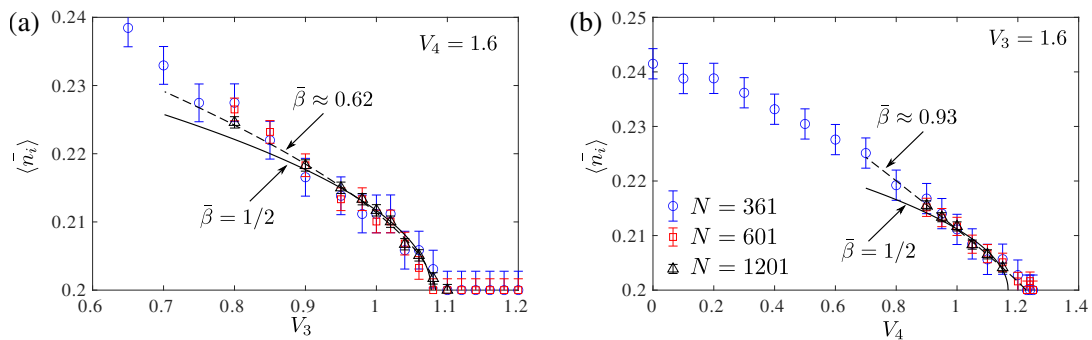 (a)
V₄ = 1.6
β̄ ≈ 0.62
β̄ = 1/2
⟨n̄ᵢ⟩
0.24
0.23
0.22
0.21
0.2
0.6 0.7 0.8 0.9 1 1.1 1.2
V₃
(b)
V₃ = 1.6
β̄ ≈ 0.93
β̄ = 1/2
N = 361
N = 601
N = 1201
⟨n̄ᵢ⟩
0.25
0.24
0.23
0.22
0.21
0.2
0 0.2 0.4 0.6 0.8 1 1.2 1.4
V₄